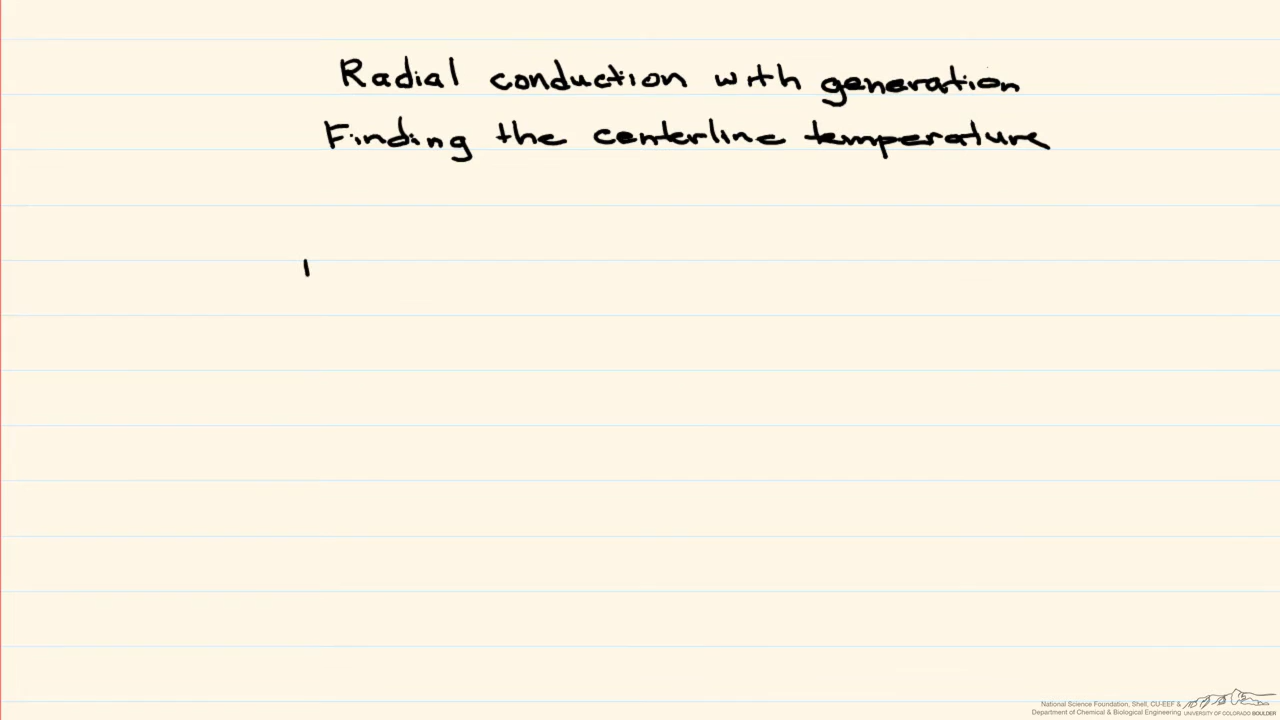 Radial conduction with generation
Finding the centerline temperature
National Science Foundation, Shell, CU-EEF &
Department of Chemical & Biological Engineering UNIVERSITY OF COLORADO BOULDER